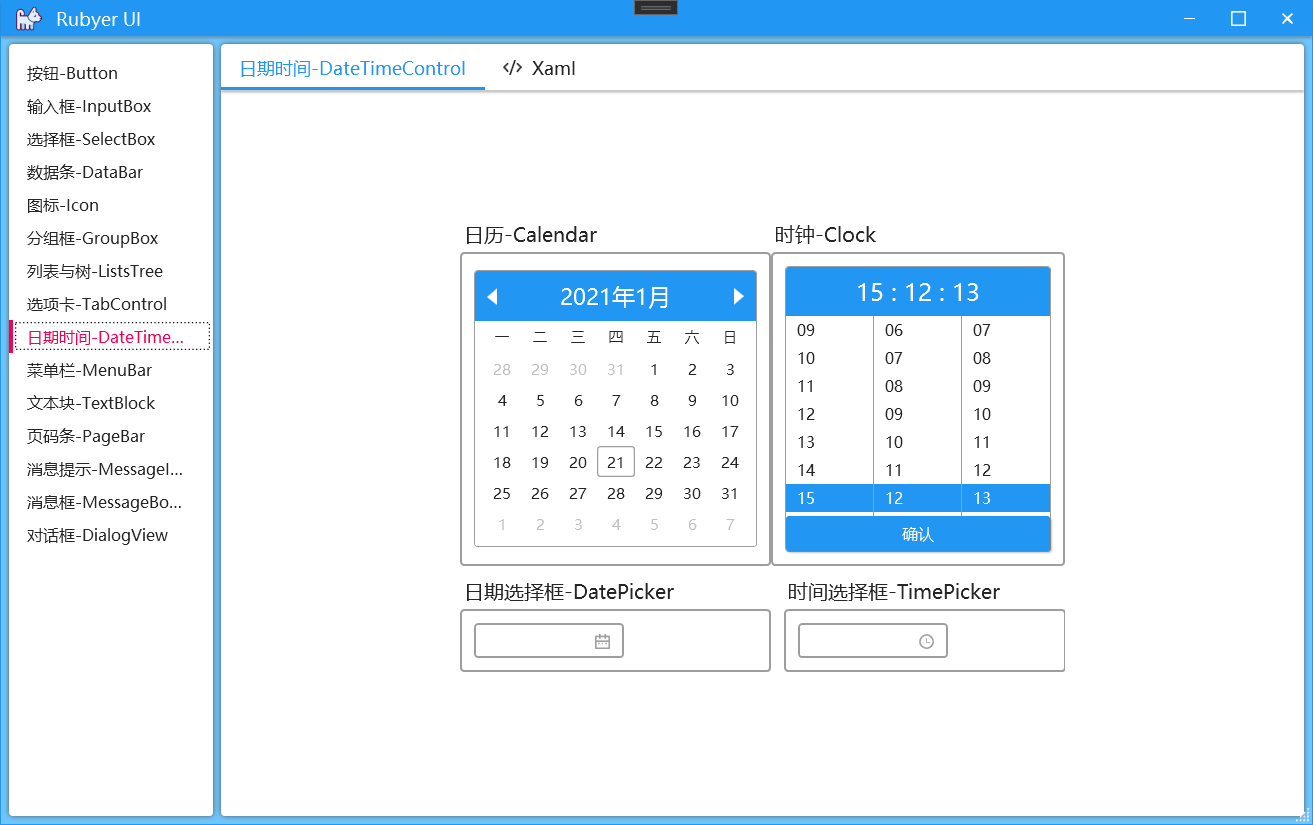 Rubyer UI
按钮-Button
输入框-InputBox
选择框-SelectBox
数据条-DataBar
图标-Icon
分组框-GroupBox
列表与树-ListsTree
选项卡-TabControl
日期时间-DateTime...
菜单栏-MenuBar
文本块-TextBlock
页码条-PageBar
消息提示-MessageI...
消息框-MessageBo...
对话框-DialogView
日期时间-DateTimeControl
</> Xaml
日历-Calendar
2021年1月
一 二 三 四 五 六 日
28 29 30 31 1 2 3
4 5 6 7 8 9 10
11 12 13 14 15 16 17
18 19 20 21 22 23 24
25 26 27 28 29 30 31
1 2 3 4 5 6 7
时钟-Clock
15 : 12 : 13
09 06 07
10 07 08
11 08 09
12 09 10
13 10 11
14 11 12
15 12 13
确认
日期选择框-DatePicker
时间选择框-TimePicker